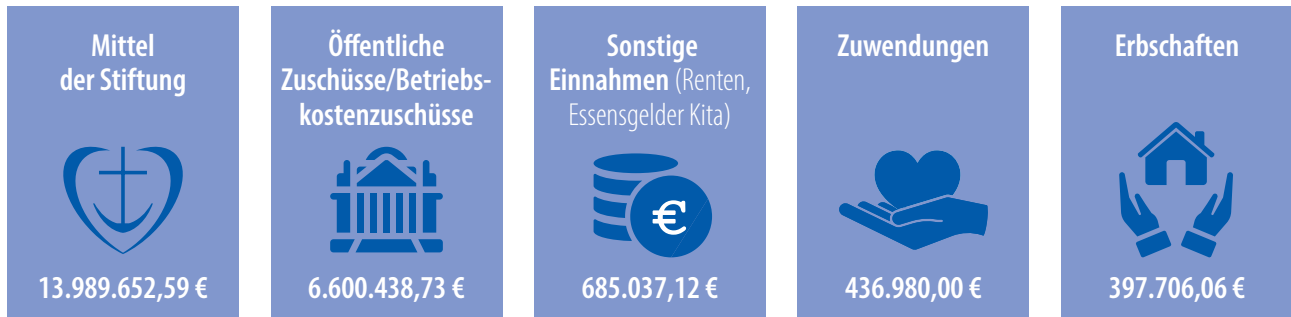 Mittel
der Stiftung
13.989.652,59 €
Öffentliche
Zuschüsse/Betriebs-
kostenzuschüsse
6.600.438,73 €
Sonstige
Einnahmen (Renten,
Essensgelder Kita)
€
685.037,12 €
Zuwendungen
436.980,00 €
Erbschaften
397.706,06 €